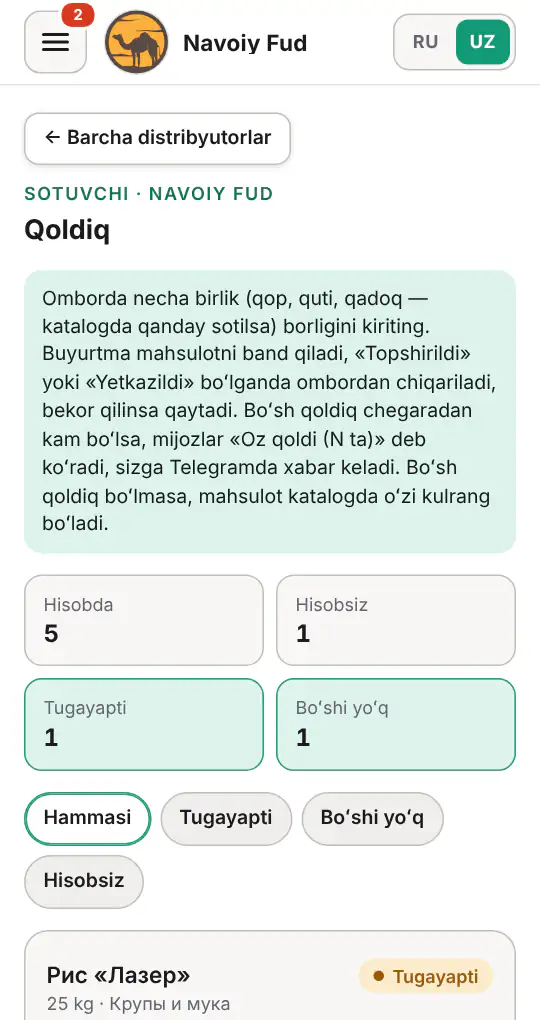 2
Navoiy Fud
RU
UZ
← Barcha distribyutorlar
SOTUVCHI · NAVOIY FUD
Qoldiq
Omborda necha birlik (qop, quti, qadoq —
katalogda qanday sotilsa) borligini kiriting.
Buyurtma mahsulotni band qiladi, «Topshirildi»
yoki «Yetkazildi» boʻlganda ombordan chiqariladi,
bekor qilinsa qaytadi. Boʻsh qoldiq chegaradan
kam boʻlsa, mijozlar «Oz qoldi (N ta)» deb
koʻradi, sizga Telegramda xabar keladi. Boʻsh
qoldiq boʻlmasa, mahsulot katalogda oʻzi kulrang
boʻladi.
Hisobda
5
Hisobsiz
1
Tugayapti
1
Boʻshi yoʻq
1
Hammasi
Tugayapti
Boʻshi yoʻq
Hisobsiz
Рис «Лазер»
Tugayapti
25 kg · Крупы и мука